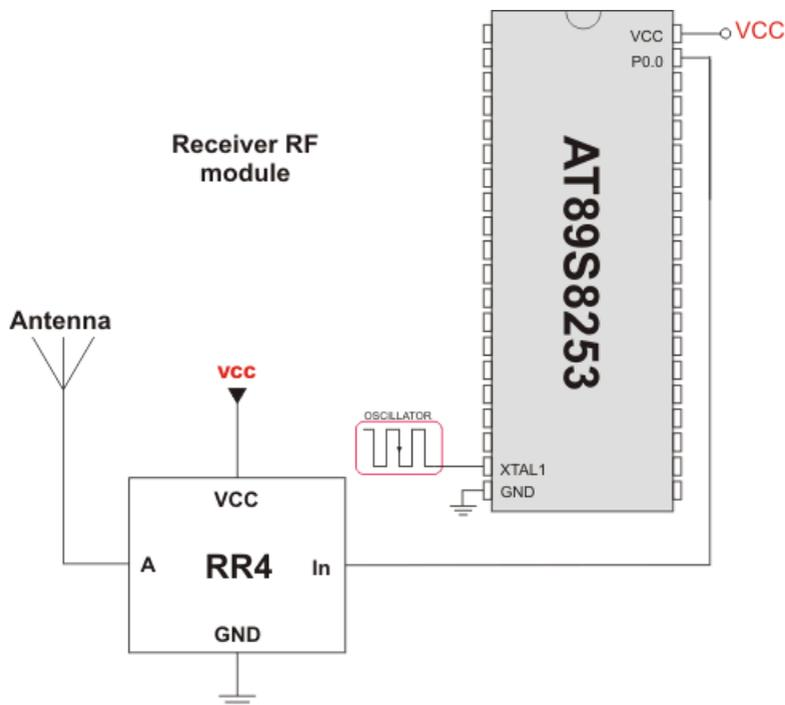 VCC
VCC
P0.0
Receiver RF
module
AT89S8253
Antenna
vcc
OSCILLATOR
XTAL1
GND
VCC
A
RR4
In
GND